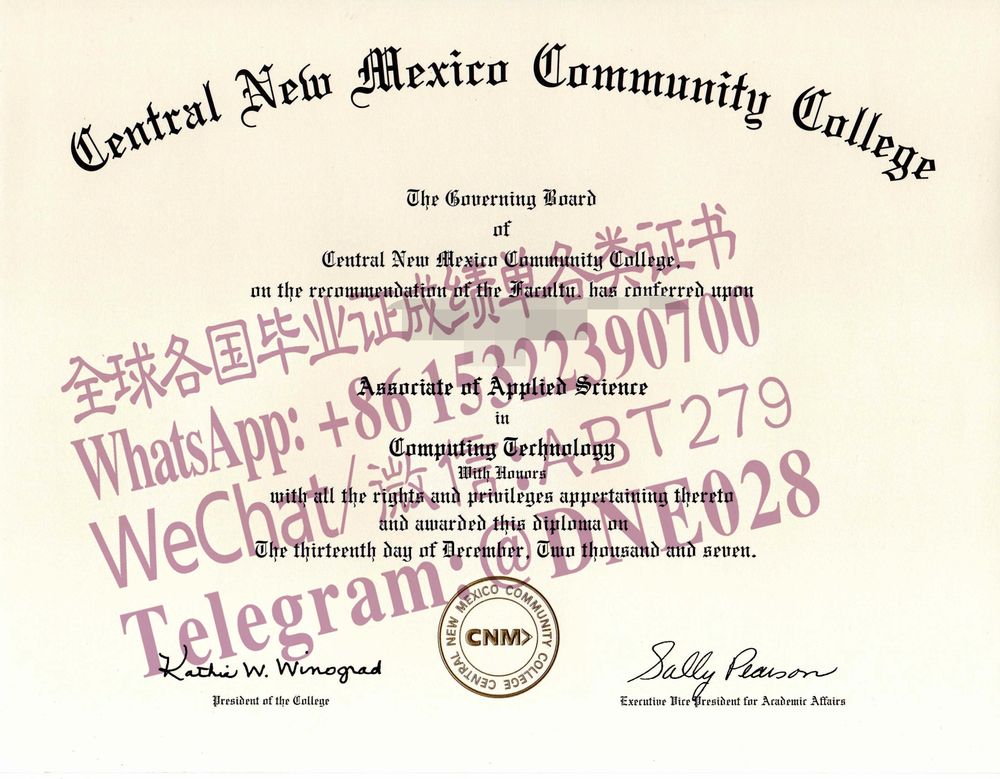 Central New Mexico Community College
The Governing Board
of
Central New Mexico Community College,
on the recommendation of the Faculty, has conferred upon
全球各国毕业证成绩单各类证书
WhatsApp: +86 15322390700
Associate of Applied Science
in
Computing Technology
With Honors
WeChat/微信:ABT279
with all the rights and privileges appertaining thereto
and awarded this diploma on
The thirteenth day of December, Two thousand and seven.
Telegram:@DNE028
CENTRAL NEW MEXICO COMMUNITY COLLEGE
CNM
Kathie W. Winograd
Sally Pearson
President of the College
Executive Vice President for Academic Affairs